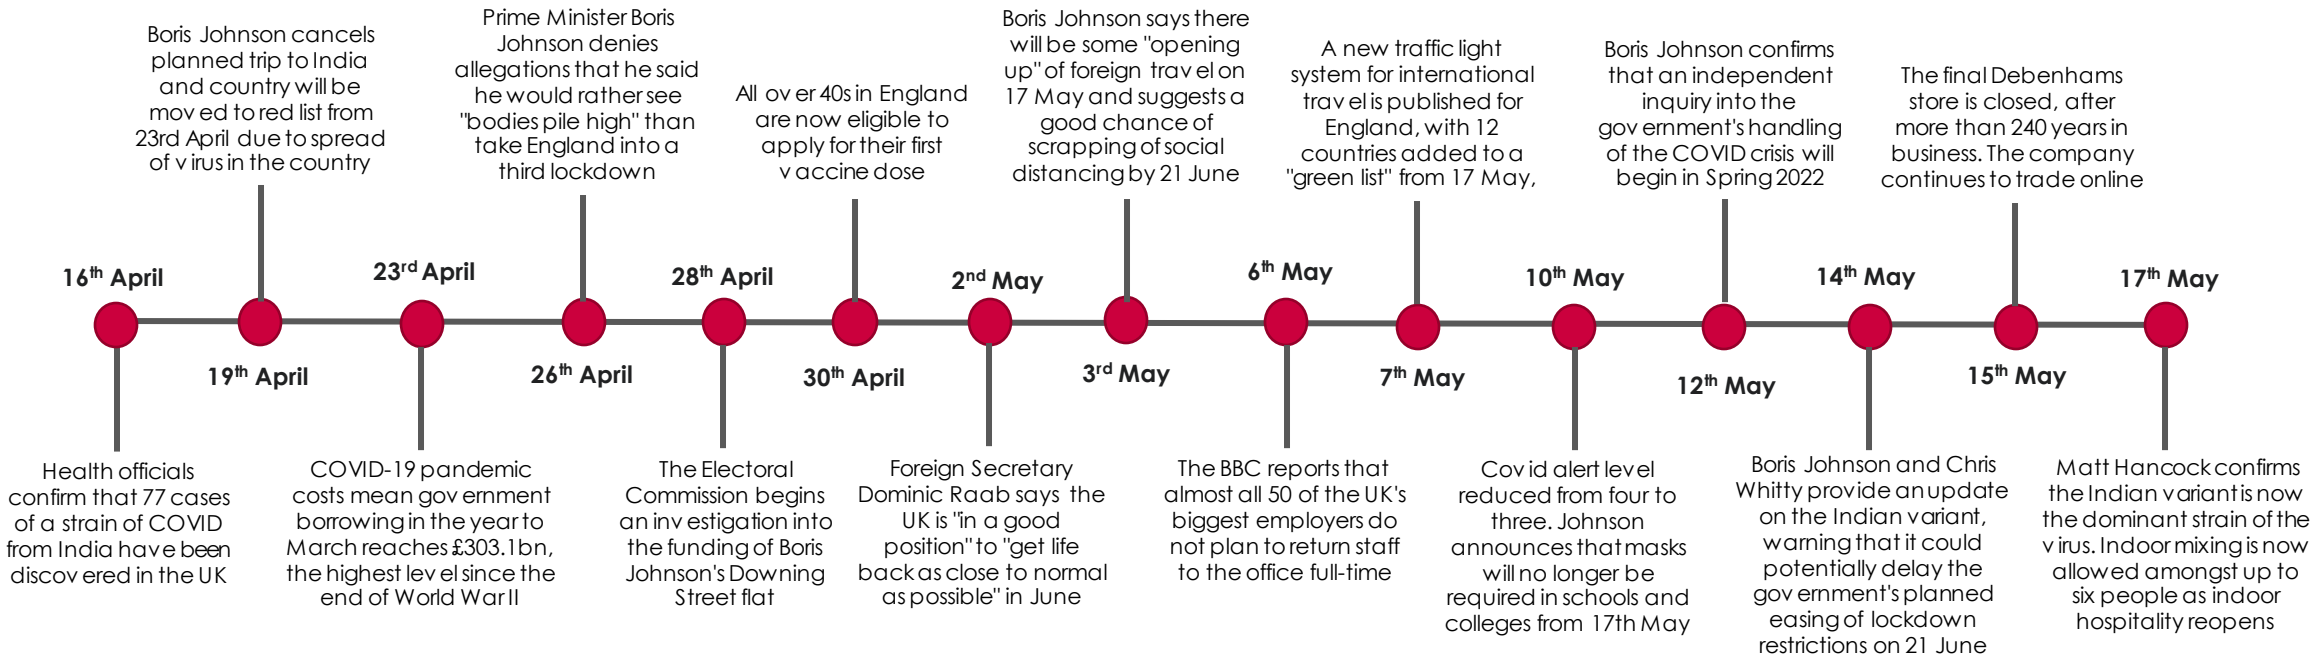 16th April
Health officials
confirm that 77 cases
of a strain of COVID
from India have been
discovered in the UK
Boris Johnson cancels
planned trip to India
and country will be
moved to red list from
23rd April due to spread
of virus in the country
19th April
23rd April
COVID-19 pandemic
costs mean government
borrowing in the year to
March reaches £303.1bn,
the highest level since the
end of World War II
Prime Minister Boris
Johnson denies
allegations that he said
he would rather see
"bodies pile high" than
take England into a
third lockdown
26th April
28th April
The Electoral
Commission begins
an investigation into
the funding of Boris
Johnson's Downing
Street flat
All over 40s in England
are now eligible to
apply for their first
vaccine dose
30th April
2nd May
Foreign Secretary
Dominic Raab says the
UK is "in a good
position" to "get life
back as close to normal
as possible" in June
Boris Johnson says there
will be some "opening
up" of foreign travel on
17 May and suggests a
good chance of
scrapping of social
distancing by 21 June
3rd May
6th May
The BBC reports that
almost all 50 of the UK's
biggest employers do
not plan to return staff
to the office full-time
A new traffic light
system for international
travel is published for
England, with 12
countries added to a
"green list" from 17 May,
7th May
10th May
Covid alert level
reduced from four to
three. Johnson
announces that masks
will no longer be
required in schools and
colleges from 17th May
Boris Johnson confirms
that an independent
inquiry into the
government's handling
of the COVID crisis will
begin in Spring 2022
12th May
14th May
Boris Johnson and Chris
Whitty provide an update
on the Indian variant,
warning that it could
potentially delay the
government's planned
easing of lockdown
restrictions on 21 June
The final Debenhams
store is closed, after
more than 240 years in
business. The company
continues to trade online
15th May
17th May
Matt Hancock confirms
the Indian variant is now
the dominant strain of the
virus. Indoor mixing is now
allowed amongst up to
six people as indoor
hospitality reopens